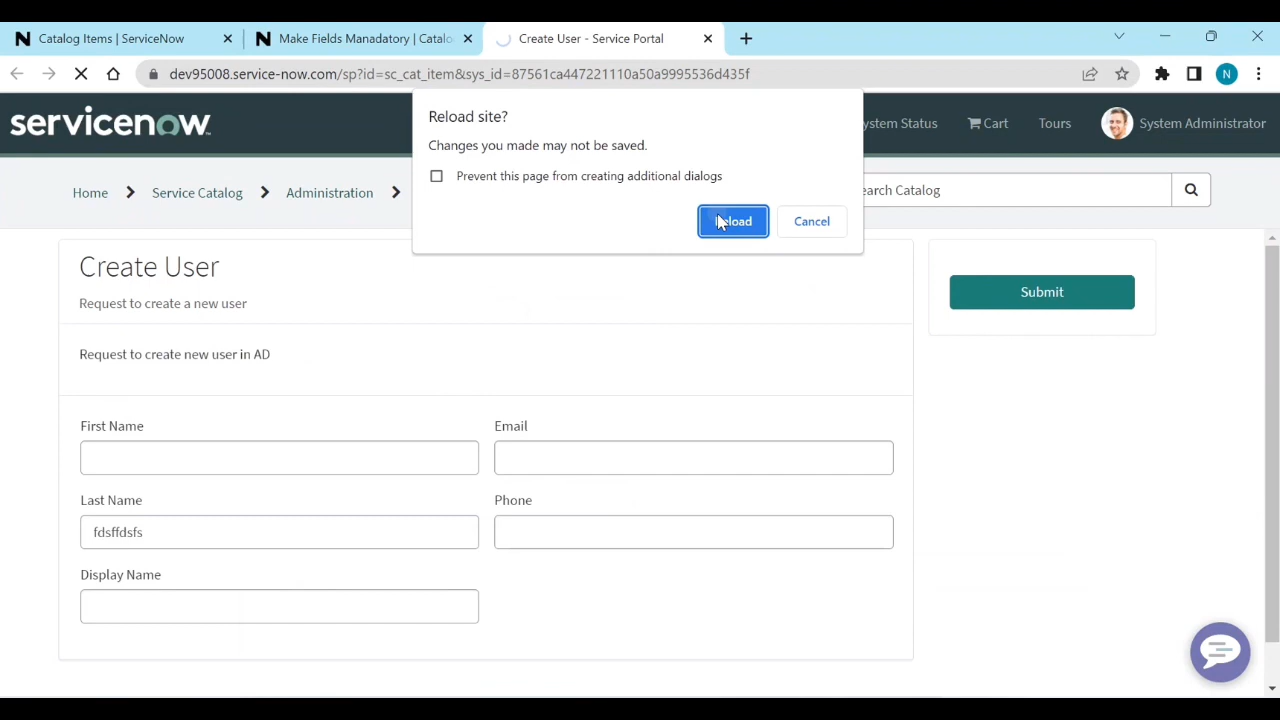 Catalog Items | ServiceNow
Make Fields Manadatory | Catalo
Create User - Service Portal
dev95008.service-now.com/sp?id=sc_cat_item&sys_id=87561ca447221110a50a9995536d435f
N
servicenow
ystem Status
Cart
Tours
System Administrator
Reload site?
Changes you made may not be saved.
Prevent this page from creating additional dialogs
Cancel
Home
Service Catalog
Administration
earch Catalog
Create User
Request to create a new user
Submit
Request to create new user in AD
First Name
Email
Last Name
Phone
fdsffdsfs
Display Name